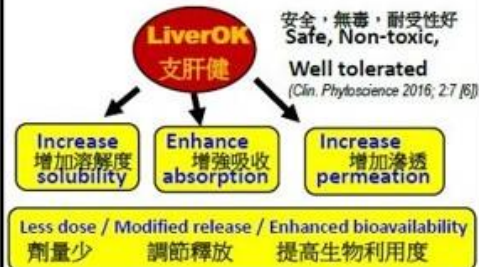 LiverOK
支肝健
安全，無毒，耐受性好
Safe, Non-toxic,
Well tolerated
(Clin. Phytoscience 2016; 2:7 [6])
Increase
增加溶解度
solubility
Enhance
增強吸收
absorption
Increase
增加滲透
permeation
Less dose / Modified release / Enhanced bioavailability
劑量少 調節釋放 提高生物利用度